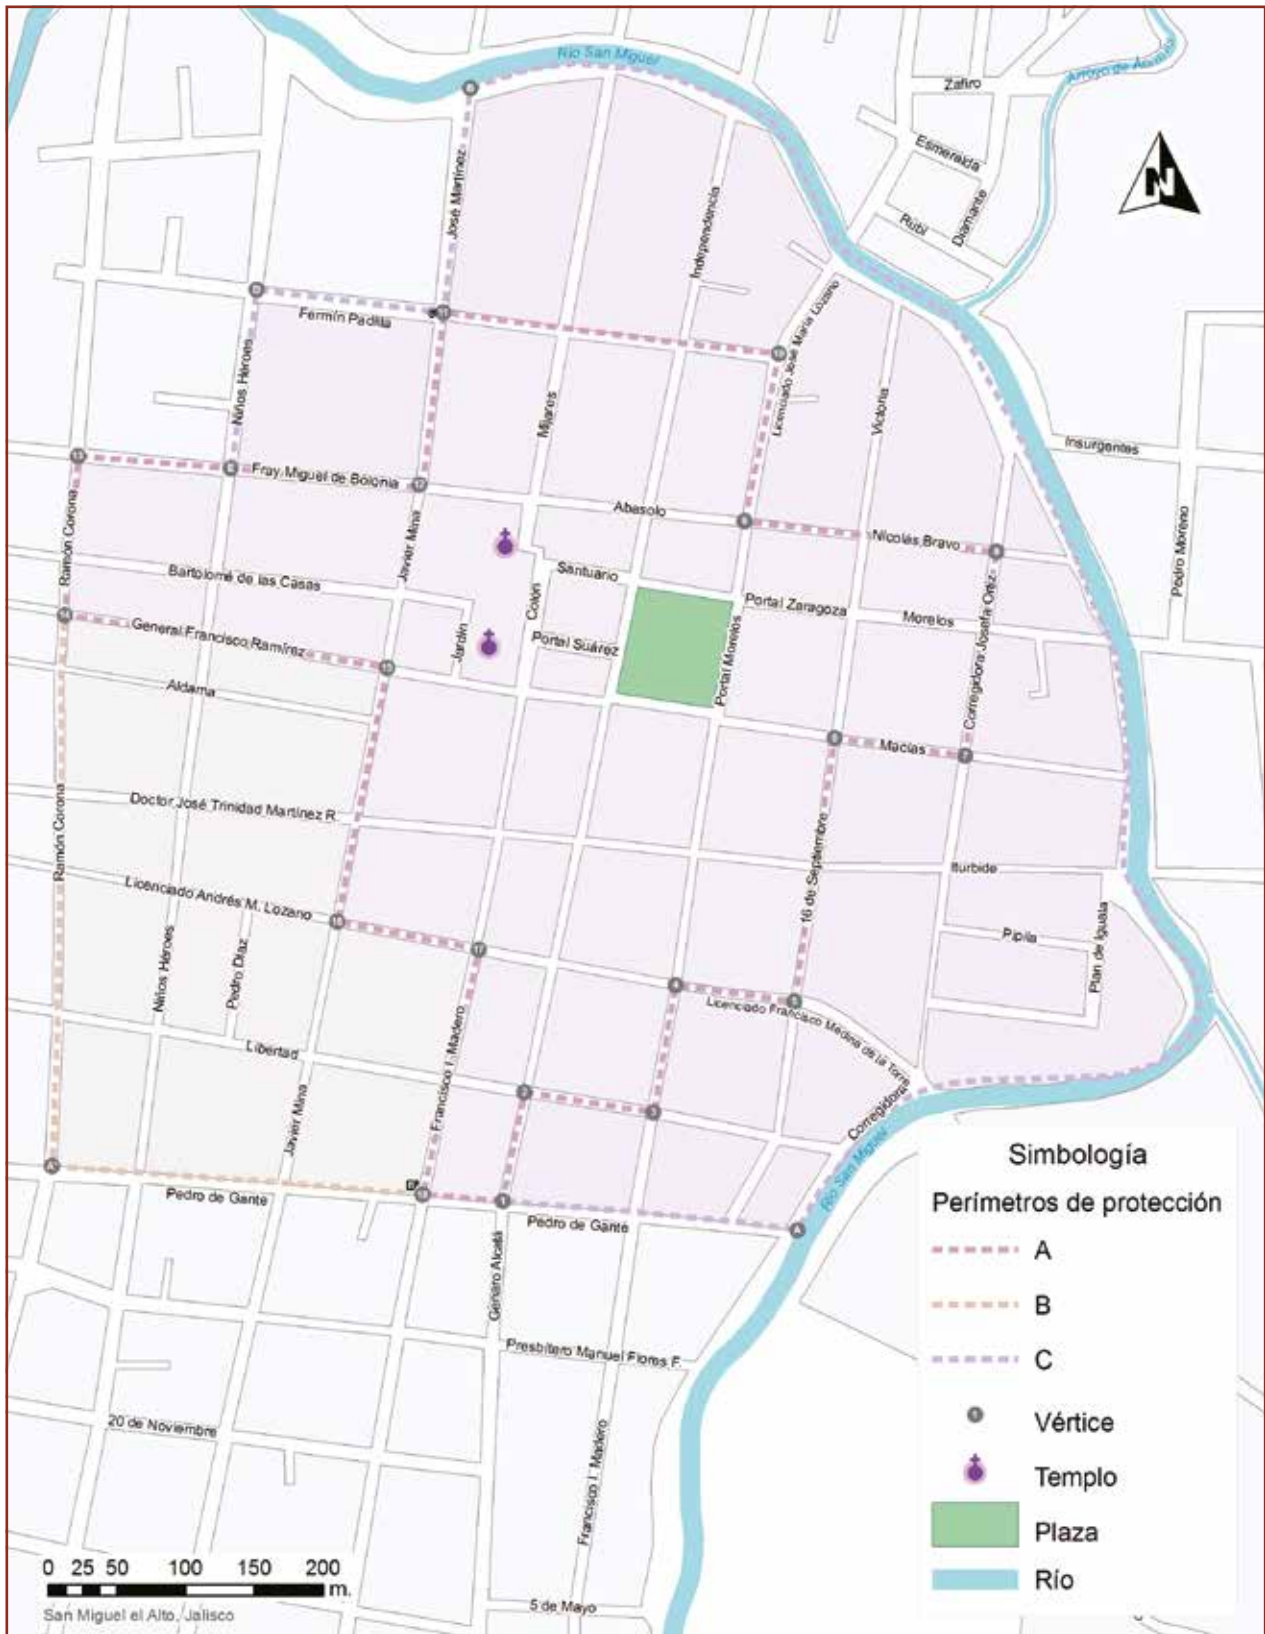 Río San Miguel
Zafiro
Esmeralda
Rubí
Diamante
N
José Martínez
Independencia
Fermín Padilla
Licenciado José María Lozano
Niños Héroes
Mijares
Victoria
Insurgentes
Fray Miguel de Bolonia
Abasolo
Nicolás Bravo
Ramón Corona
Javier Mina
Pedro Moreno
Bartolomé de las Casas
Santuario
Colón
Portal Zaragoza
Morelos
General Francisco Ramírez
Jardín
Portal Suárez
Portal Morelos
Corregidora Josefa Ortiz
Aldama
Macías
Doctor José Trinidad Martínez R.
Ramón Corona
16 de Septiembre
Iturbide
Licenciado Andrés M. Lozano
Pípila
Plan de Iguala
Niños Héroes
Pedro Díaz
Licenciado Francisco Medina de la Torre
Libertad
Francisco I. Madero
Javier Mina
Corregidora
Río San Miguel
Pedro de Gante
Pedro de Gante
Genaro Alcalá
Presbítero Manuel Flores F.
20 de Noviembre
Francisco I. Madero
5 de Mayo
Simbología
Perímetros de protección
A
B
C
1 Vértice
Templo
Plaza
Río
0 25 50 100 150 200
m.
San Miguel el Alto, Jalisco